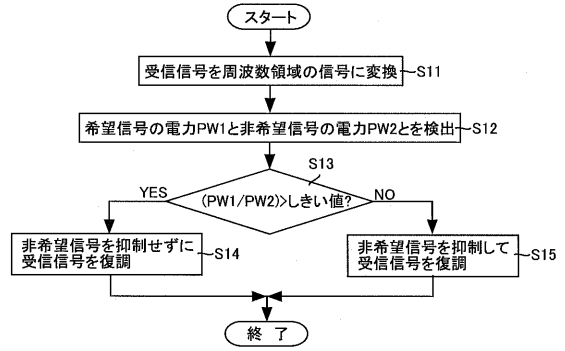 スタート
受信信号を周波数領域の信号に変換
S11
希望信号の電力PW1と非希望信号の電力PW2とを検出
S12
S13
(PW1/PW2)>しきい値?
YES
NO
非希望信号を抑制せずに
受信信号を復調
S14
非希望信号を抑制して
受信信号を復調
S15
終 了